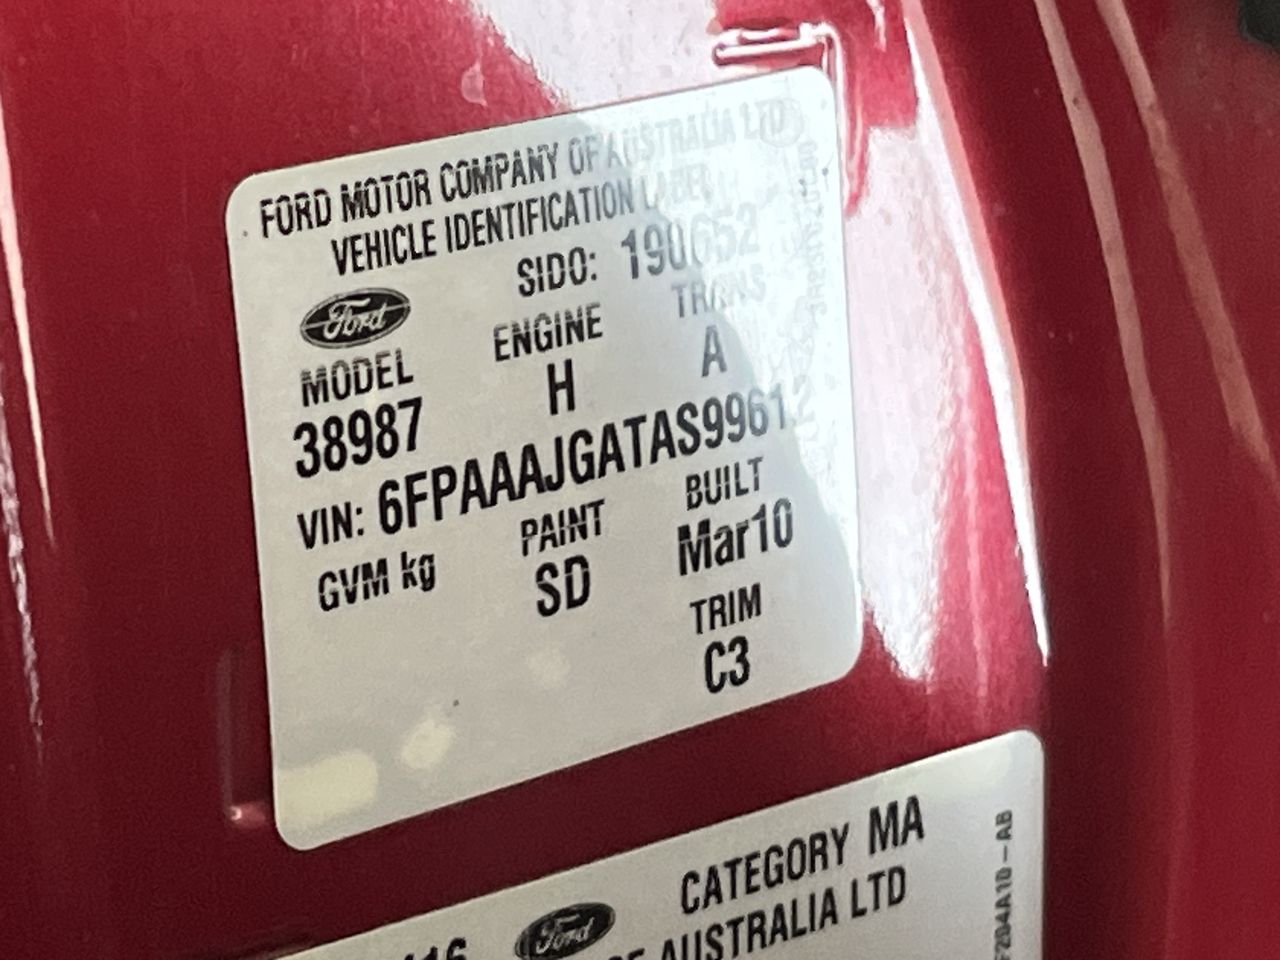 FORD MOTOR COMPANY OF AUSTRALIA LTD
VEHICLE IDENTIFICATION LABEL
SIDO: 190652
Ford
MODEL ENGINE TRANS
38987 H A
VIN: 6FPAAAJGATAS9961
GVM kg PAINT BUILT
SD Mar10
TRIM
C3
CATEGORY MA
Ford
OF AUSTRALIA LTD